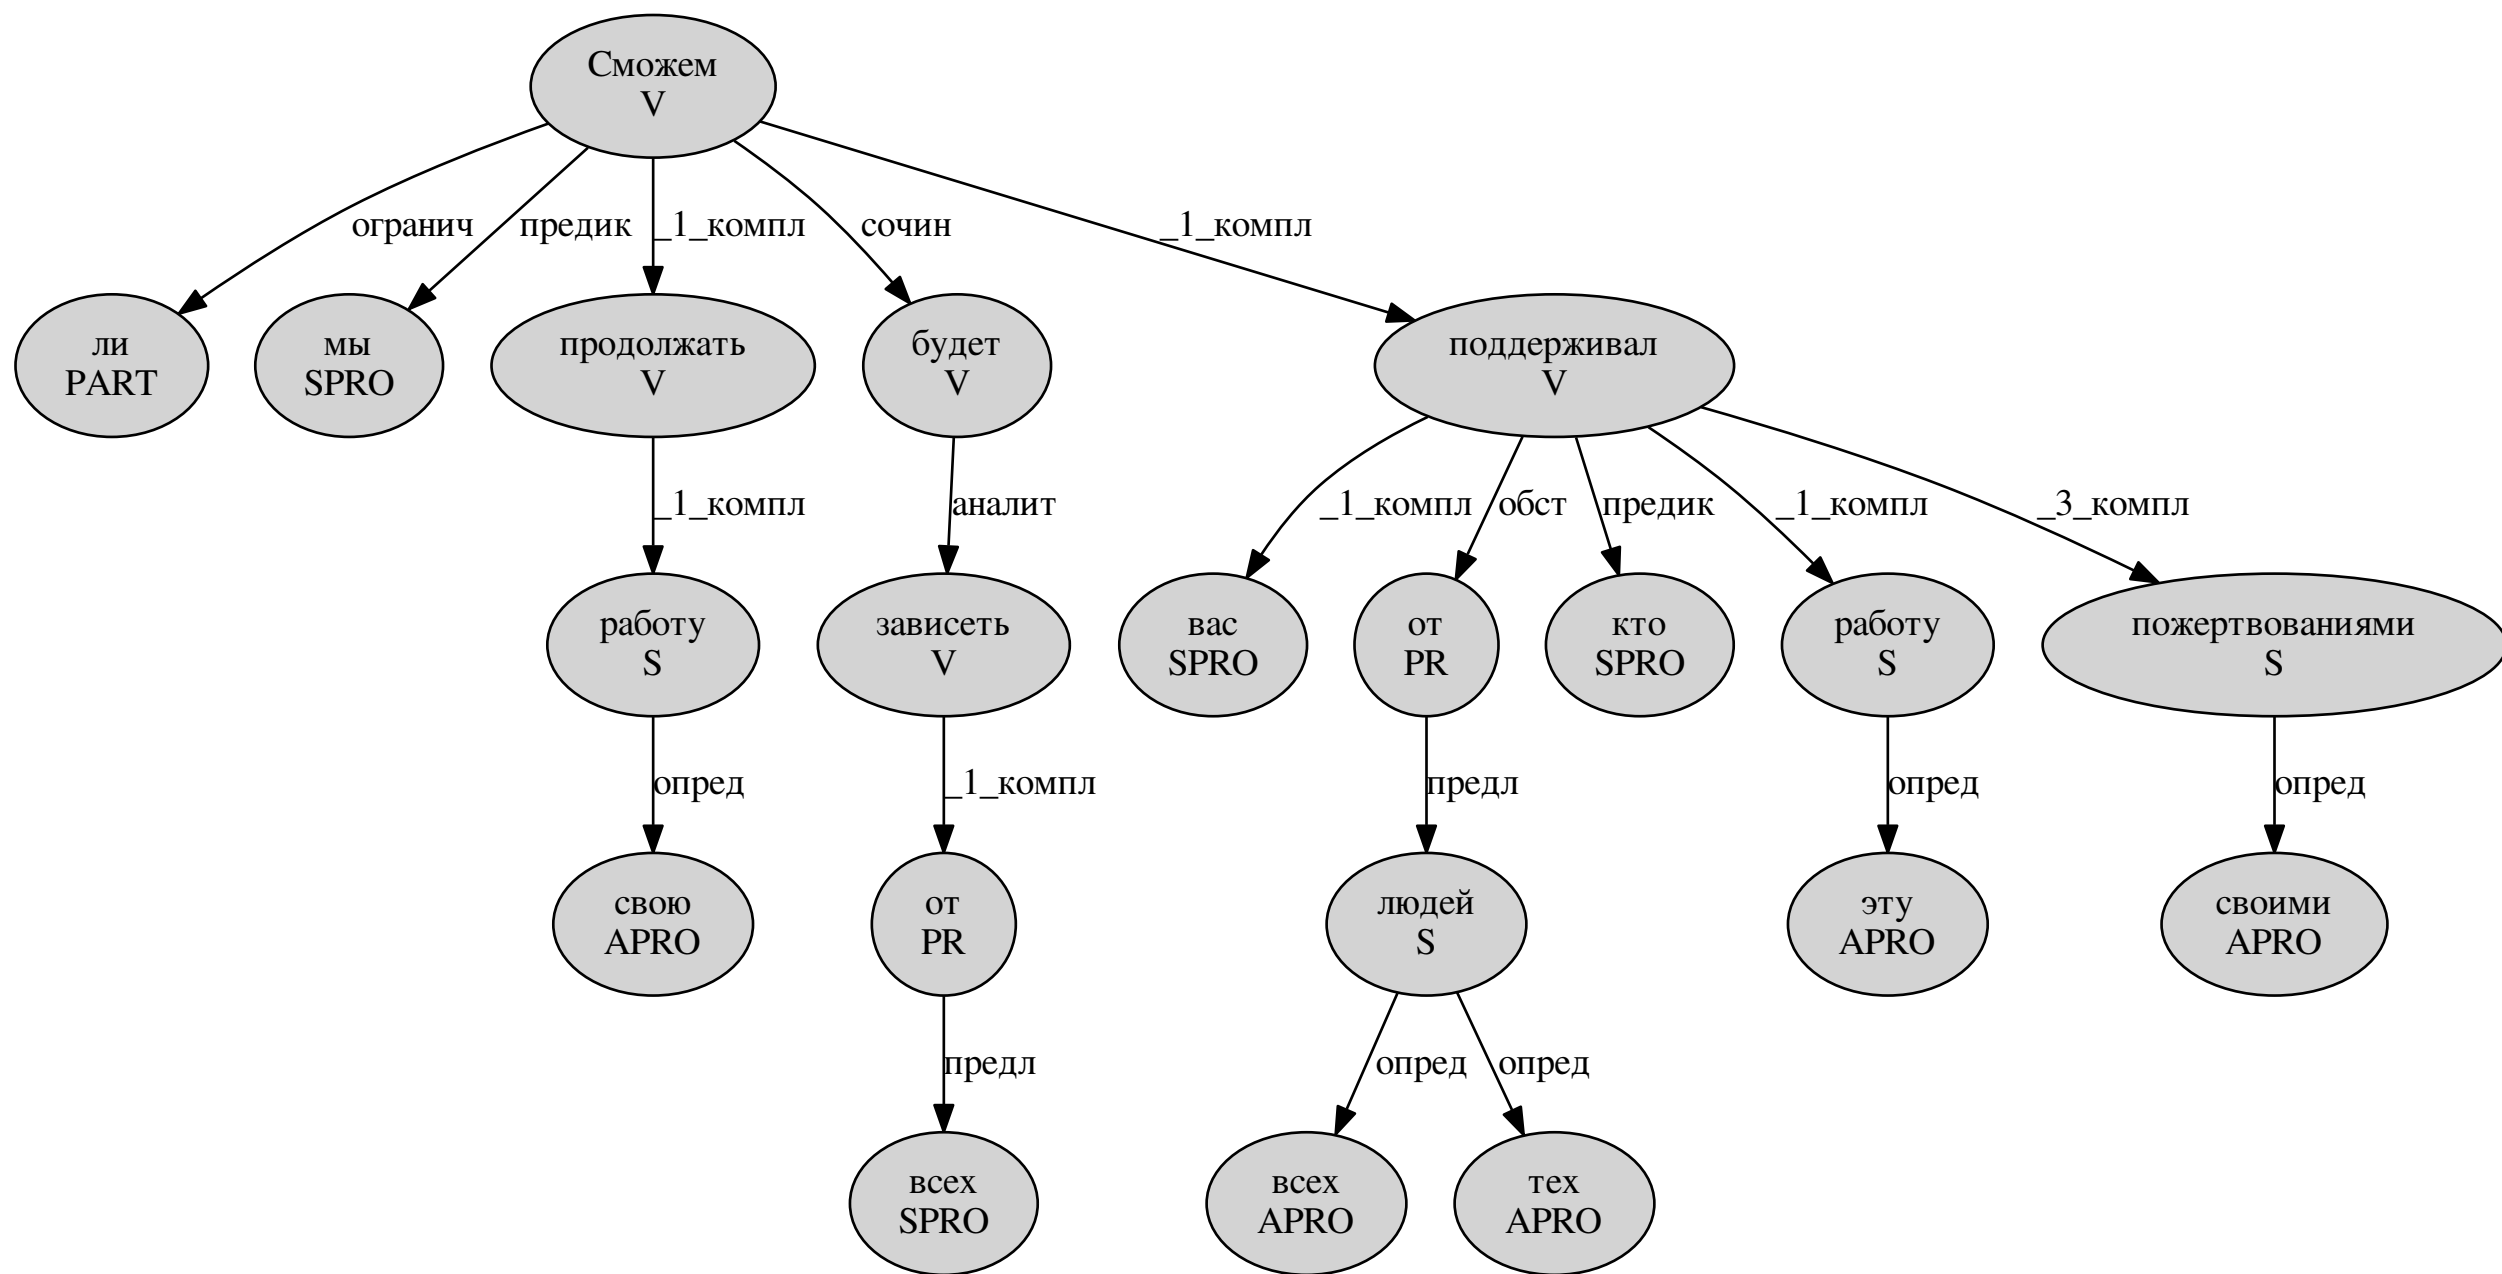 Сможем
V
огранич
предик
_1_компл
сочин
_1_компл
ли
PART
мы
SPRO
продолжать
V
будет
V
поддерживал
V
_1_компл
аналит
_1_компл
обст
предик
_1_компл
_3_компл
работу
S
зависеть
V
вас
SPRO
от
PR
кто
SPRO
работу
S
пожертвованиями
S
опред
_1_компл
предл
опред
опред
свою
APRO
от
PR
людей
S
эту
APRO
своими
APRO
предл
опред
опред
всех
SPRO
всех
APRO
тех
APRO